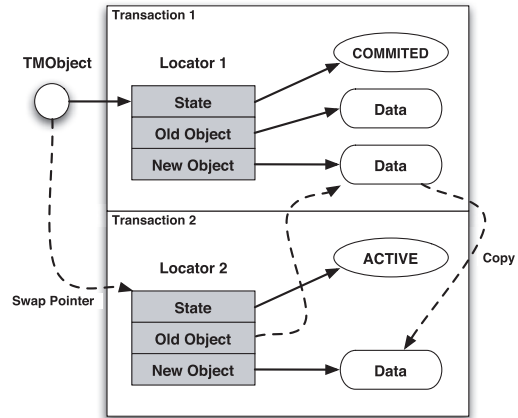 Transaction 1
TMObject
Locator 1
COMMITED
State
Data
Old Object
New Object
Data
Transaction 2
Locator 2
ACTIVE
Copy
Swap Pointer
State
Old Object
New Object
Data